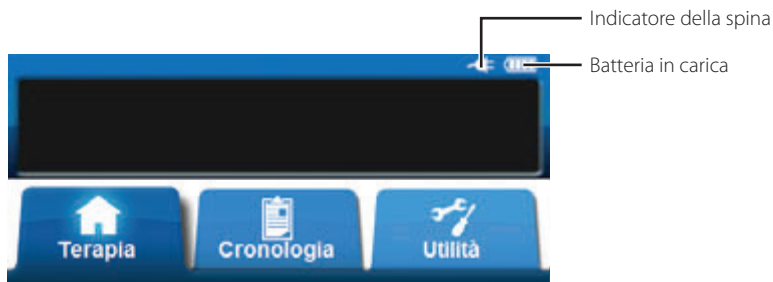 Indicatore della spina
Batteria in carica
Terapia
Cronologia
Utilità